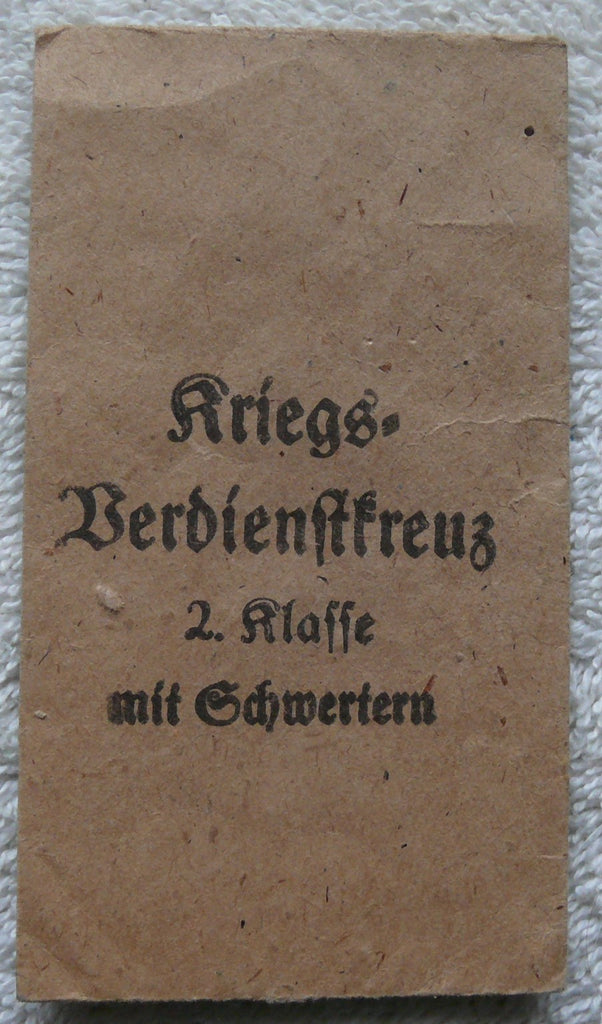 Kriegs-
Verdienstkreuz
2. Klasse
mit Schwertern